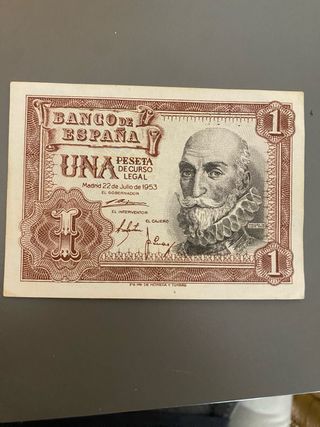 BANCO DE
ESPAÑA
1
UNA PESETA
DE CURSO
LEGAL
Madrid 22 de Julio de 1953
EL GOBERNADOR
EL INTERVENTOR
EL CAJERO
1
1